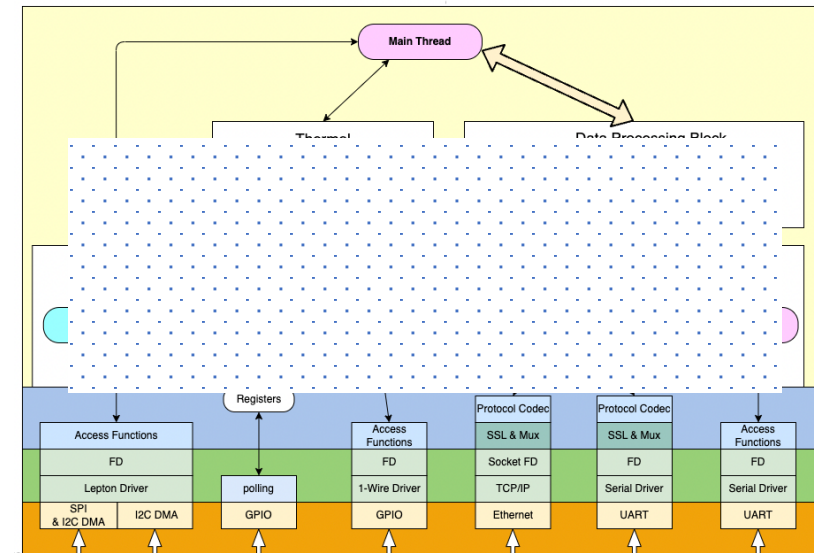 Main Thread
Thermal
Data Processing Block
Registers
Protocol Codec
Protocol Codec
Access Functions
Access
Functions
SSL & Mux
SSL & Mux
Access
Functions
FD
FD
Socket FD
FD
FD
Lepton Driver
polling
1-Wire Driver
TCP/IP
Serial Driver
Serial Driver
SPI
& I2C DMA
I2C DMA
GPIO
GPIO
Ethernet
UART
UART